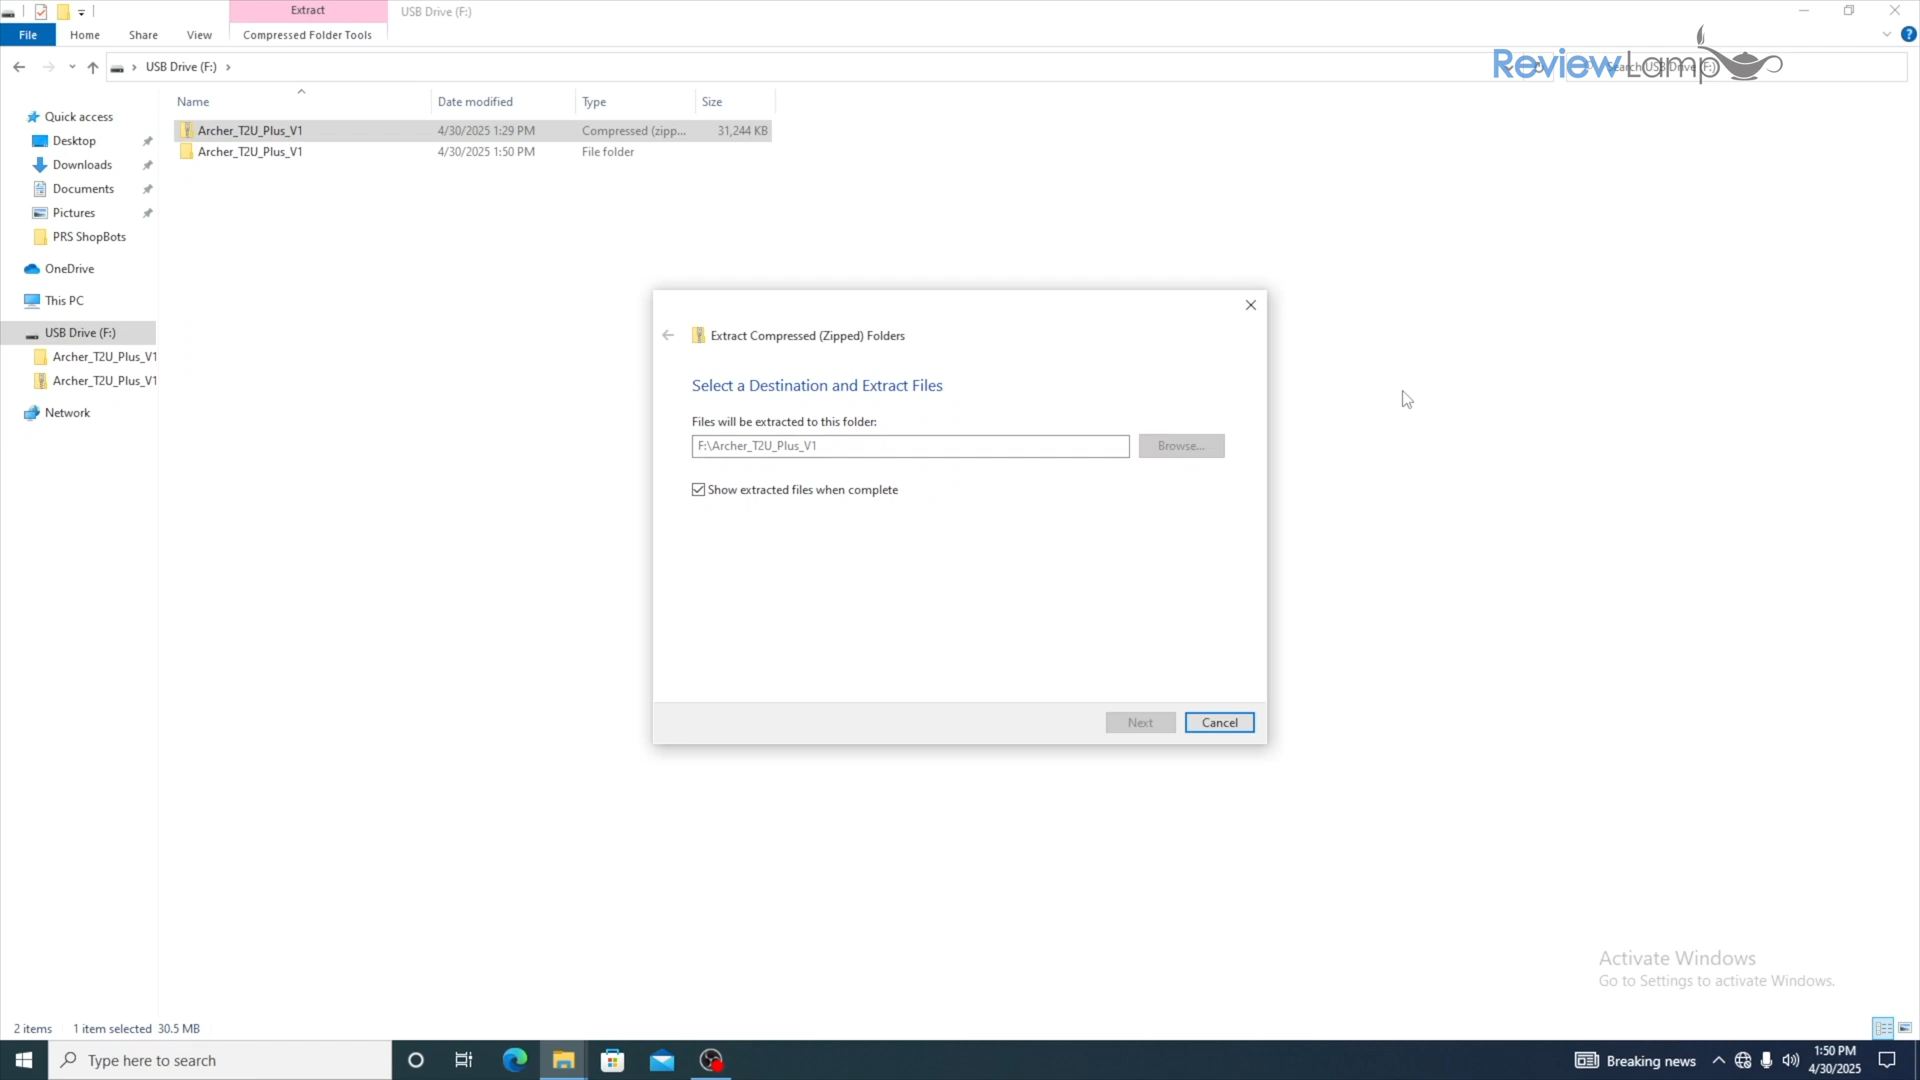 Extract
USB Drive (F:)
File
Home
Share
View
Compressed Folder Tools
?
USB Drive (F:)
ReviewLamp
Search USB Drive (F:)
Name
Date modified
Type
Size
Archer_T2U_Plus_V1
4/30/2025 1:29 PM
Compressed (zipp...
31,244 KB
Archer_T2U_Plus_V1
4/30/2025 1:50 PM
File folder
Quick access
Desktop
Downloads
Documents
Pictures
PRS ShopBots
OneDrive
This PC
USB Drive (F:)
Archer_T2U_Plus_V1
Archer_T2U_Plus_V1
Network
Extract Compressed (Zipped) Folders
Select a Destination and Extract Files
Files will be extracted to this folder:
F:\Archer_T2U_Plus_V1
Browse...
Show extracted files when complete
Next
Cancel
Activate Windows
Go to Settings to activate Windows.
2 items
1 item selected 30.5 MB
Type here to search
Breaking news
1:50 PM
4/30/2025